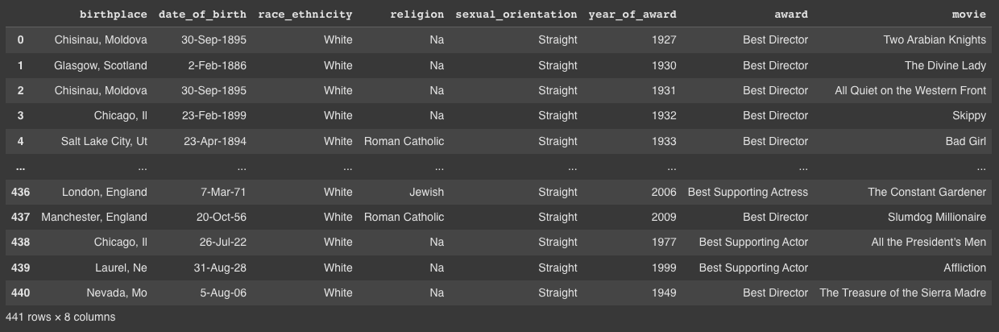 birthplace date_of_birth race_ethnicity religion sexual_orientation year_of_award award movie
0 Chisinau, Moldova 30-Sep-1895 White Na Straight 1927 Best Director Two Arabian Knights
1 Glasgow, Scotland 2-Feb-1886 White Na Straight 1930 Best Director The Divine Lady
2 Chisinau, Moldova 30-Sep-1895 White Na Straight 1931 Best Director All Quiet on the Western Front
3 Chicago, Il 23-Feb-1899 White Na Straight 1932 Best Director Skippy
4 Salt Lake City, Ut 23-Apr-1894 White Roman Catholic Straight 1933 Best Director Bad Girl
... ... ... ... ... ... ... ... ...
436 London, England 7-Mar-71 White Jewish Straight 2006 Best Supporting Actress The Constant Gardener
437 Manchester, England 20-Oct-56 White Roman Catholic Straight 2009 Best Director Slumdog Millionaire
438 Chicago, Il 26-Jul-22 White Na Straight 1977 Best Supporting Actor All the President's Men
439 Laurel, Ne 31-Aug-28 White Na Straight 1999 Best Supporting Actor Affliction
440 Nevada, Mo 5-Aug-06 White Na Straight 1949 Best Director The Treasure of the Sierra Madre
441 rows × 8 columns